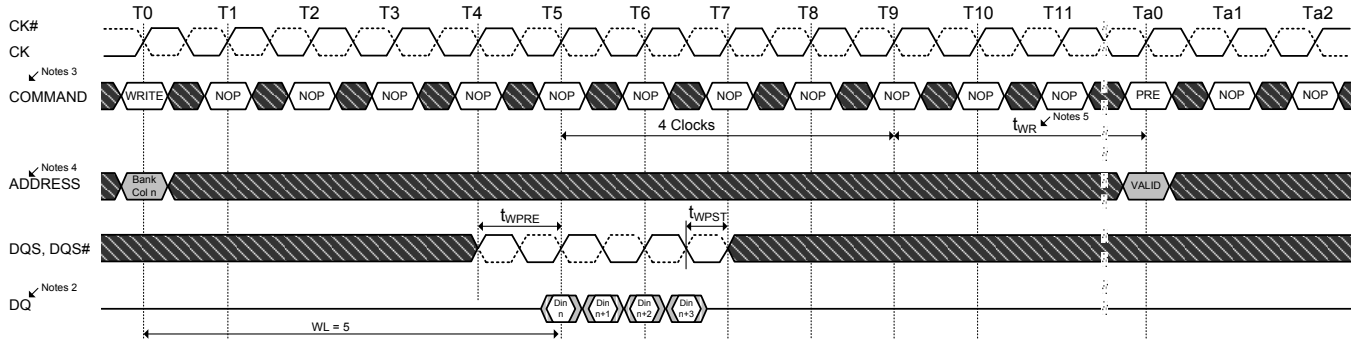 T0 T1 T2 T3 T4 T5 T6 T7 T8 T9 T10 T11 Ta0 Ta1 Ta2
CK#
CK
Notes 3
COMMAND WRITE NOP NOP NOP NOP NOP NOP NOP NOP NOP NOP NOP PRE NOP NOP
4 Clocks tWR Notes 5
Notes 4
ADDRESS Bank Col n VALID
tWPRE tWPST
DQS, DQS#
Notes 2
DQ Din n Din n+1 Din n+2 Din n+3
WL = 5